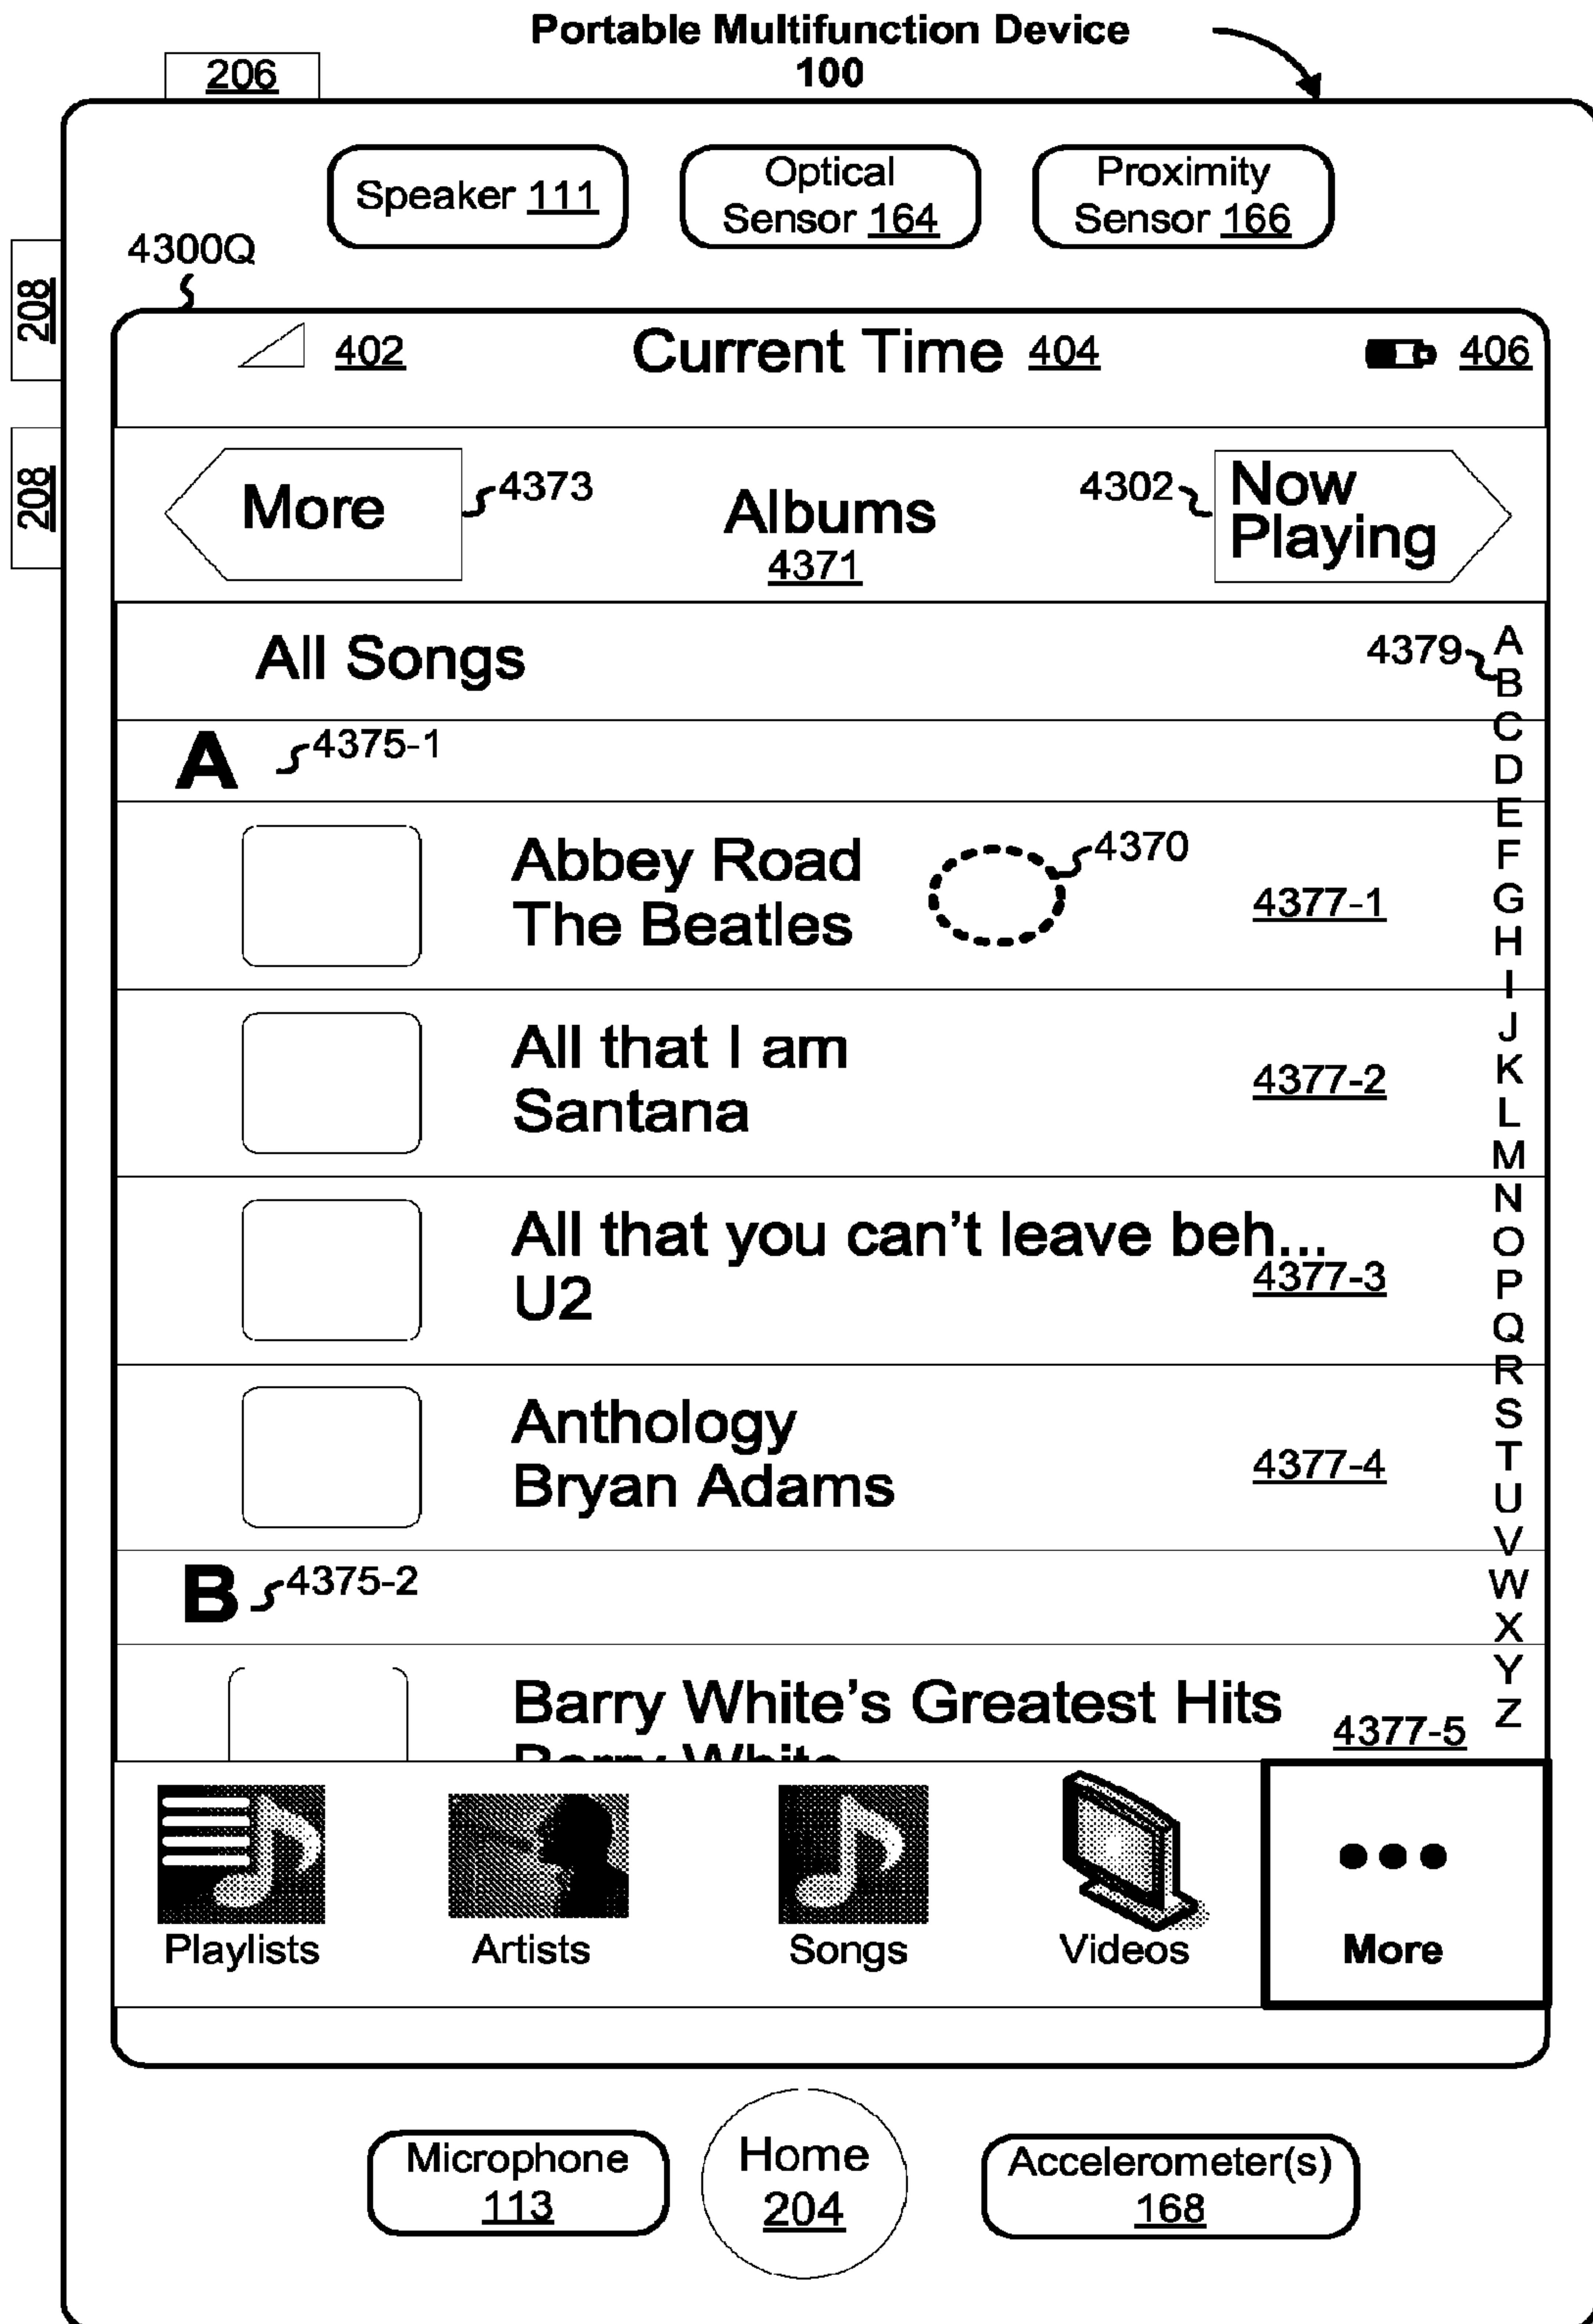 Portable Multifunction Device
100
206
Speaker 111
Optical
Sensor 164
Proximity
Sensor 166
4300Q
208
208
402
Current Time 404
406
More
4373
Albums
4371
4302
Now
Playing
All Songs
4379
A
B
C
D
E
F
G
H
I
J
K
L
M
N
O
P
Q
R
S
T
U
V
W
X
Y
Z
A
4375-1
Abbey Road
The Beatles
4370
4377-1
All that I am
Santana
4377-2
All that you can't leave beh...
U2
4377-3
Anthology
Bryan Adams
4377-4
B
4375-2
Barry White's Greatest Hits
Barry White
4377-5
Playlists
Artists
Songs
Videos
More
Microphone
113
Home
204
Accelerometer(s)
168